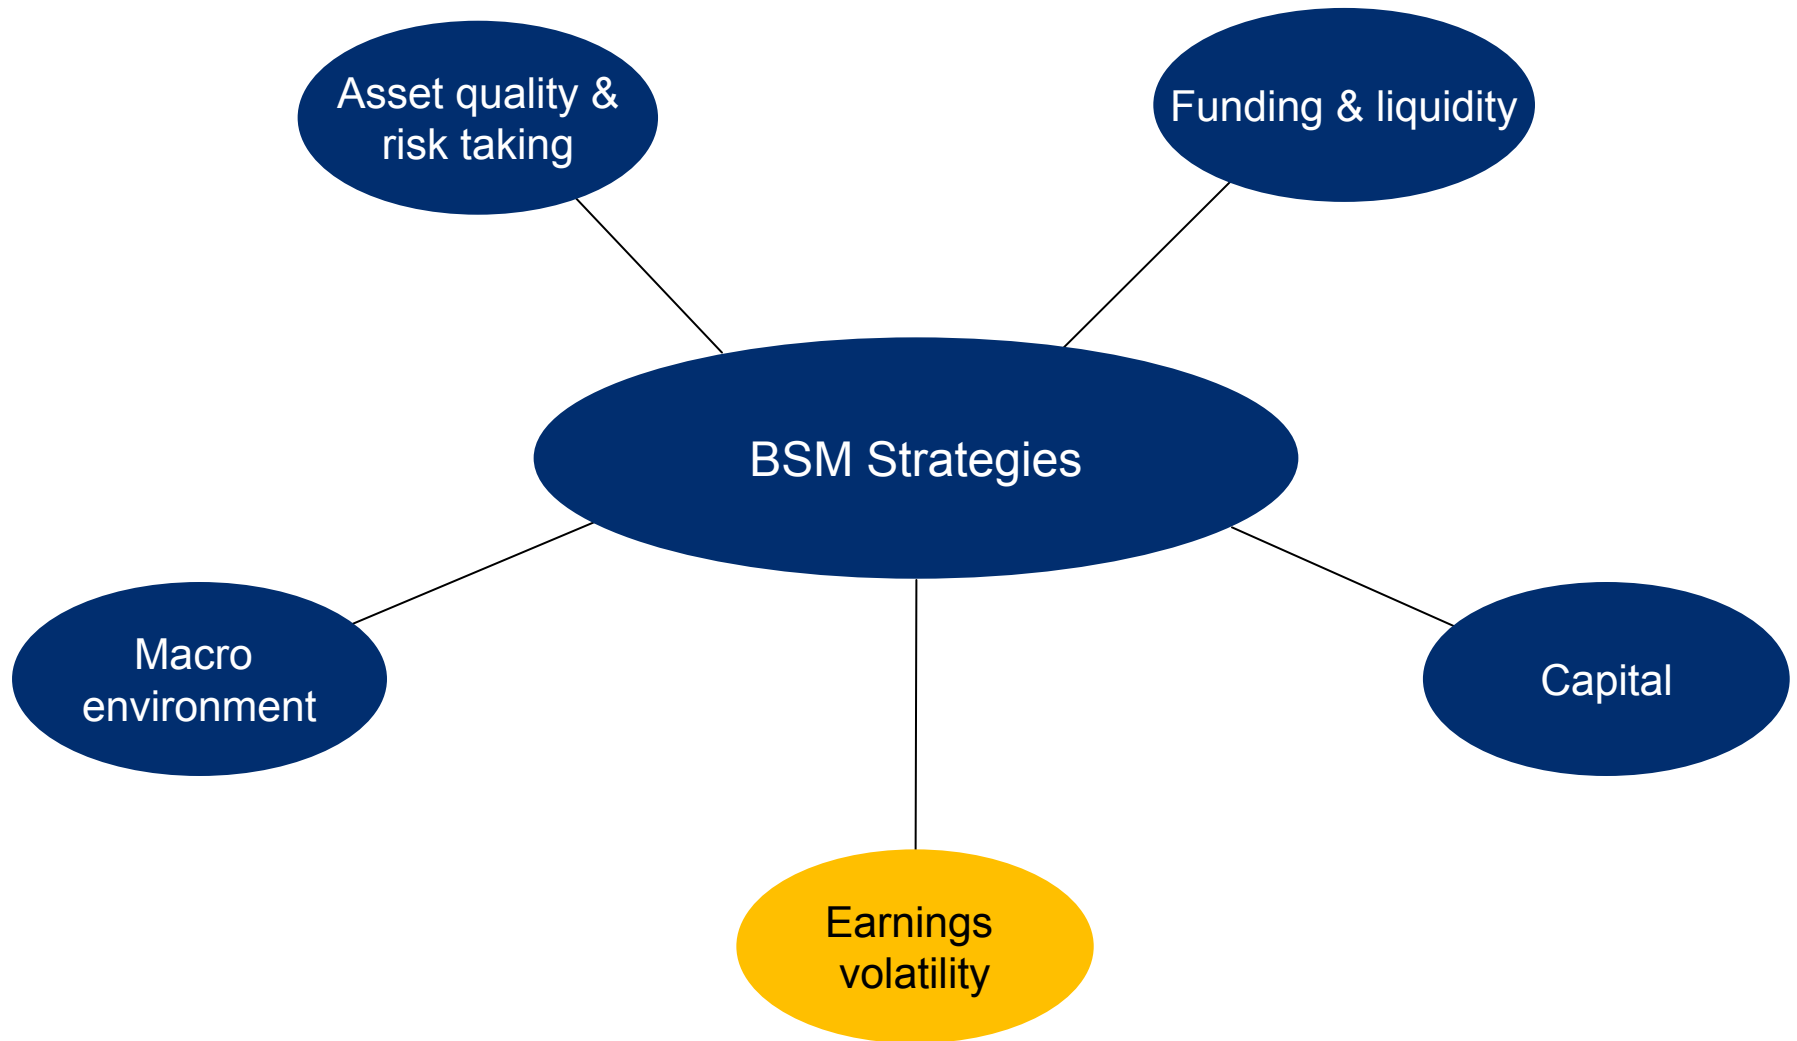 Asset quality &
risk taking
Funding & liquidity
BSM Strategies
Macro
environment
Capital
Earnings
volatility